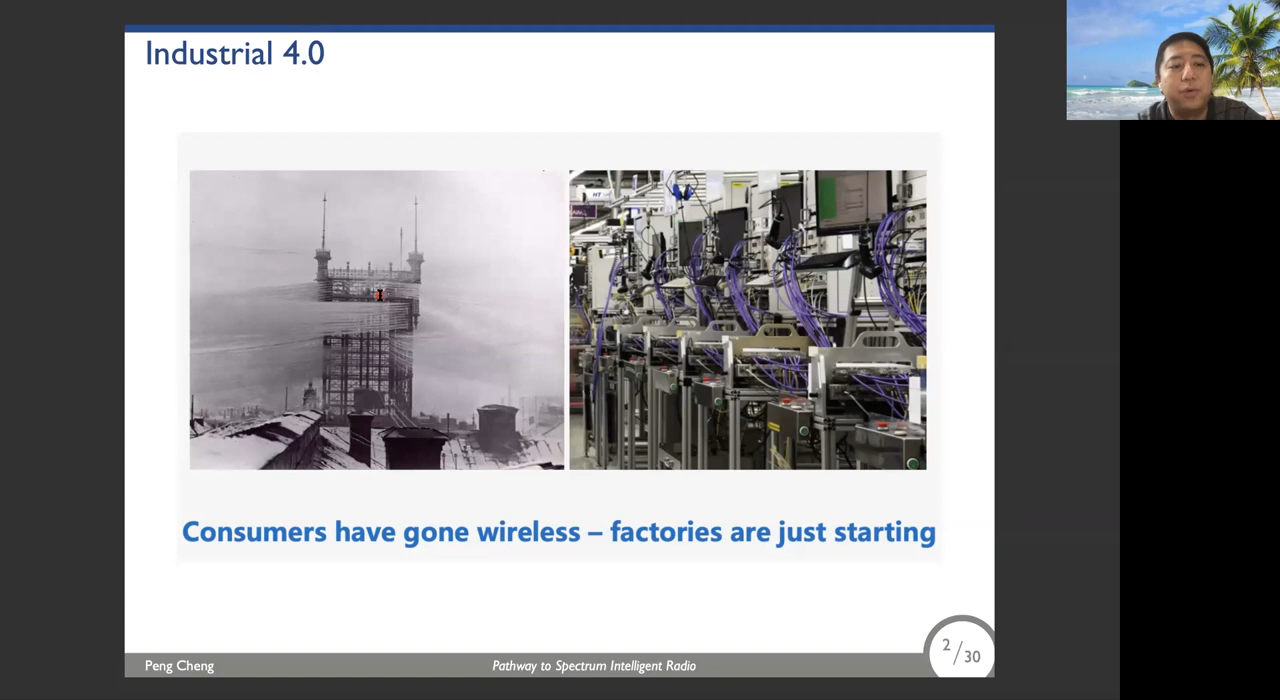 Industrial 4.0
HT
Consumers have gone wireless – factories are just starting
Peng Cheng
Pathway to Spectrum Intelligent Radio
2/30